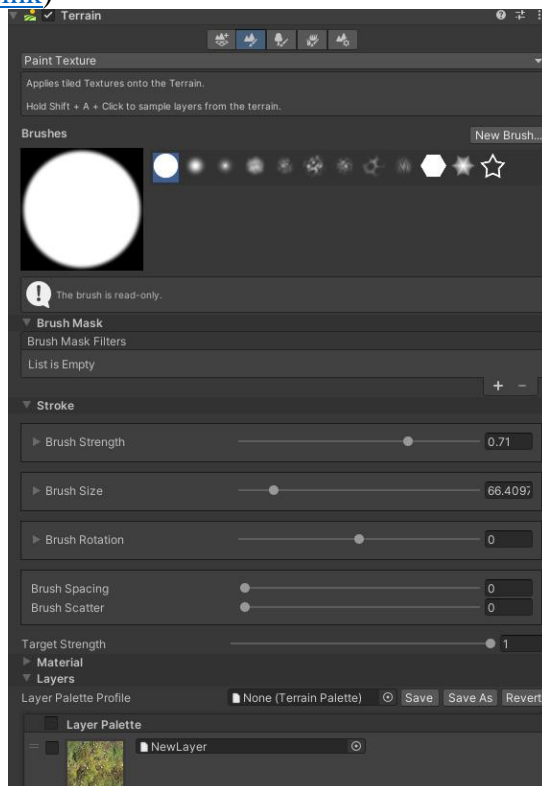 ink)
Terrain
Paint Texture
Applies tiled Textures onto the Terrain.
Hold Shift + A + Click to sample layers from the terrain.
Brushes
New Brush...
The brush is read-only.
Brush Mask
Brush Mask Filters
List is Empty
+ -
Stroke
Brush Strength 0.71
Brush Size 66.4097
Brush Rotation 0
Brush Spacing 0
Brush Scatter 0
Target Strength 1
Material
Layers
Layer Palette Profile None (Terrain Palette) Save Save As Revert
Layer Palette
NewLayer